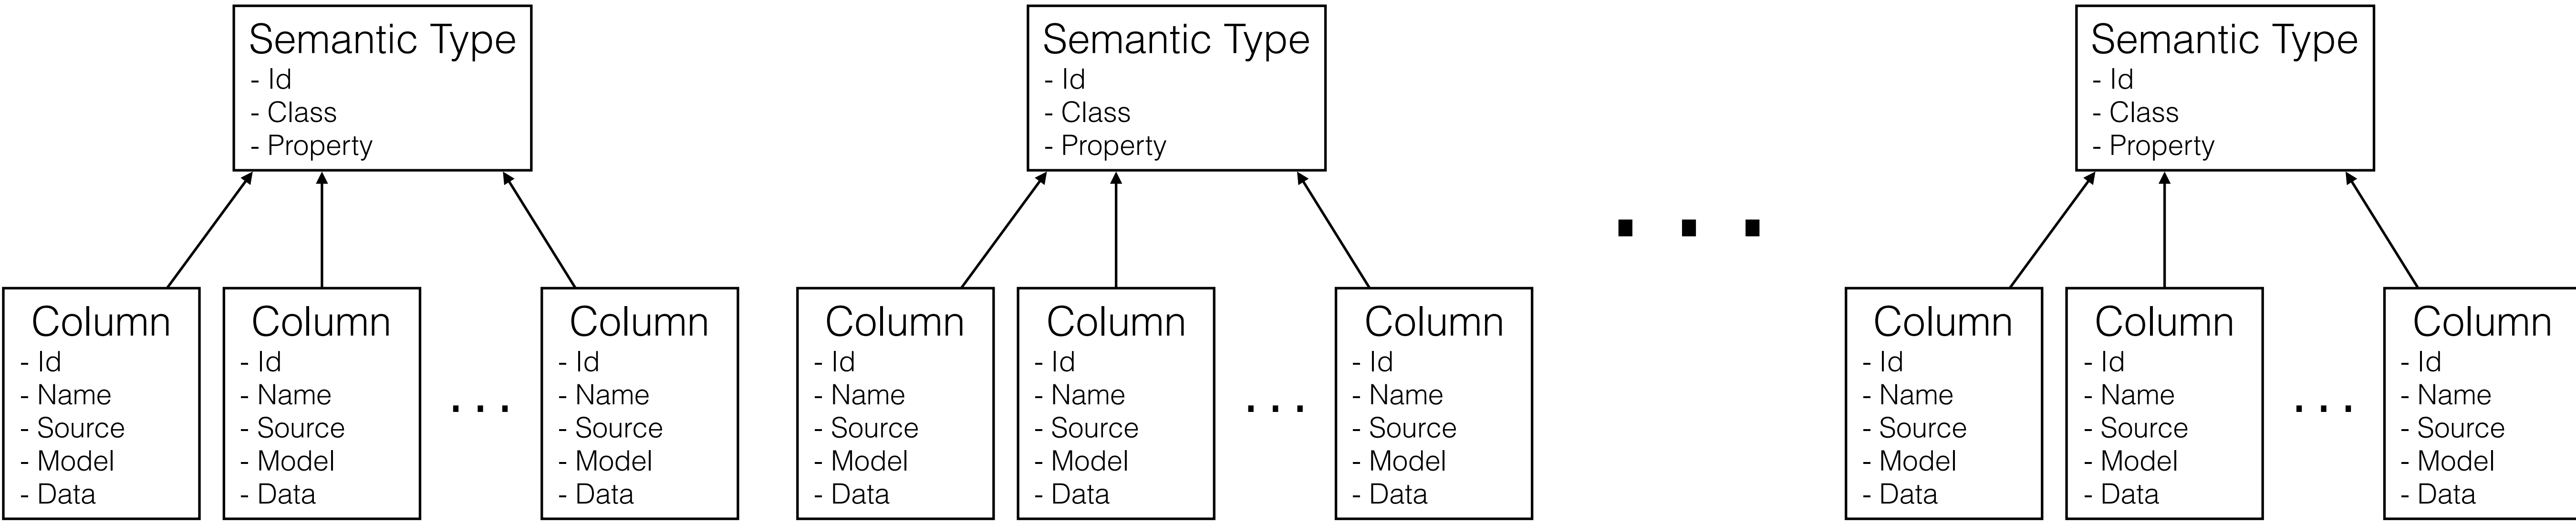 Semantic Type
- Id
- Class
- Property
Semantic Type
- Id
- Class
- Property
. . .
Semantic Type
- Id
- Class
- Property
Column
- Id
- Name
- Source
- Model
- Data
Column
- Id
- Name
- Source
- Model
- Data
. . .
Column
- Id
- Name
- Source
- Model
- Data
Column
- Id
- Name
- Source
- Model
- Data
Column
- Id
- Name
- Source
- Model
- Data
. . .
Column
- Id
- Name
- Source
- Model
- Data
Column
- Id
- Name
- Source
- Model
- Data
Column
- Id
- Name
- Source
- Model
- Data
. . .
Column
- Id
- Name
- Source
- Model
- Data